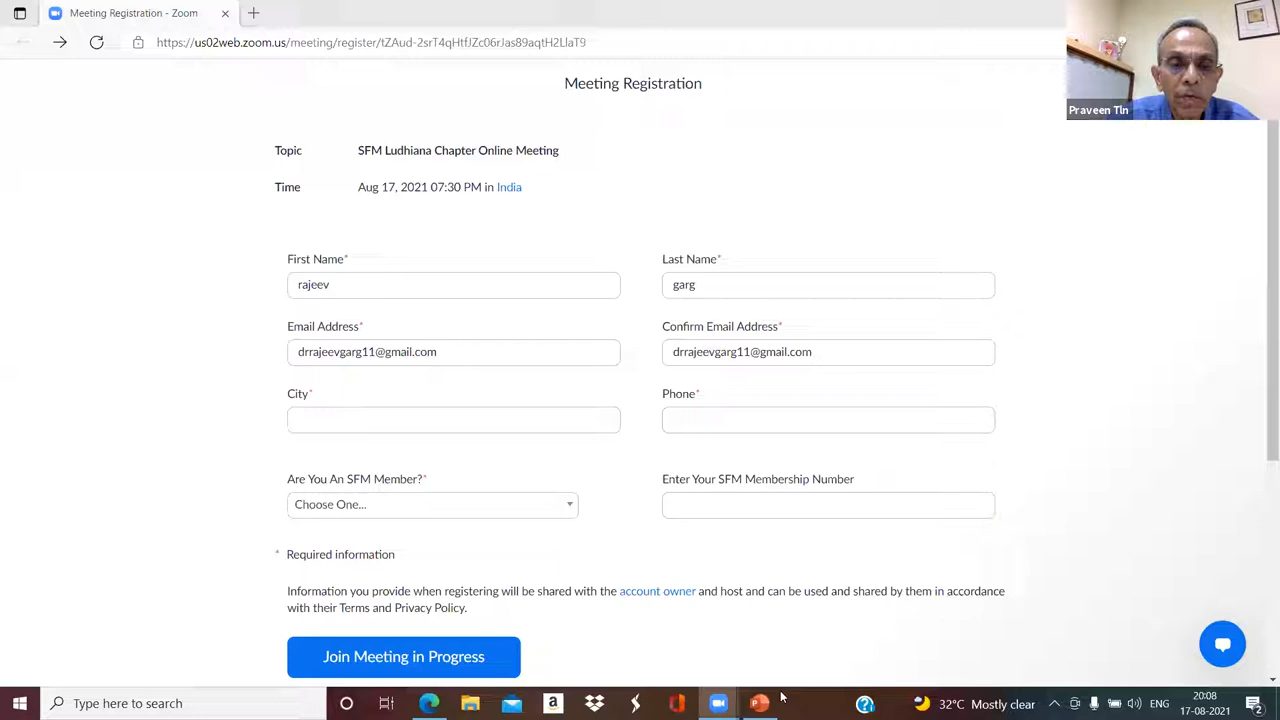 Meeting Registration - Zoom
https://us02web.zoom.us/meeting/register/tZAud-2srT4qHtfJZc06rJas89aqtH2LlaT9
Meeting Registration
Praveen Tln
Topic SFM Ludhiana Chapter Online Meeting
Time Aug 17, 2021 07:30 PM in India
First Name* Last Name*
rajeev garg
Email Address* Confirm Email Address*
drrajeevgarg11@gmail.com drrajeevgarg11@gmail.com
City* Phone*
Are You An SFM Member?* Enter Your SFM Membership Number
Choose One...
* Required information
Information you provide when registering will be shared with the account owner and host and can be used and shared by them in accordance
with their Terms and Privacy Policy.
Join Meeting in Progress
Type here to search
32°C Mostly clear
ENG
20:08
17-08-2021
2